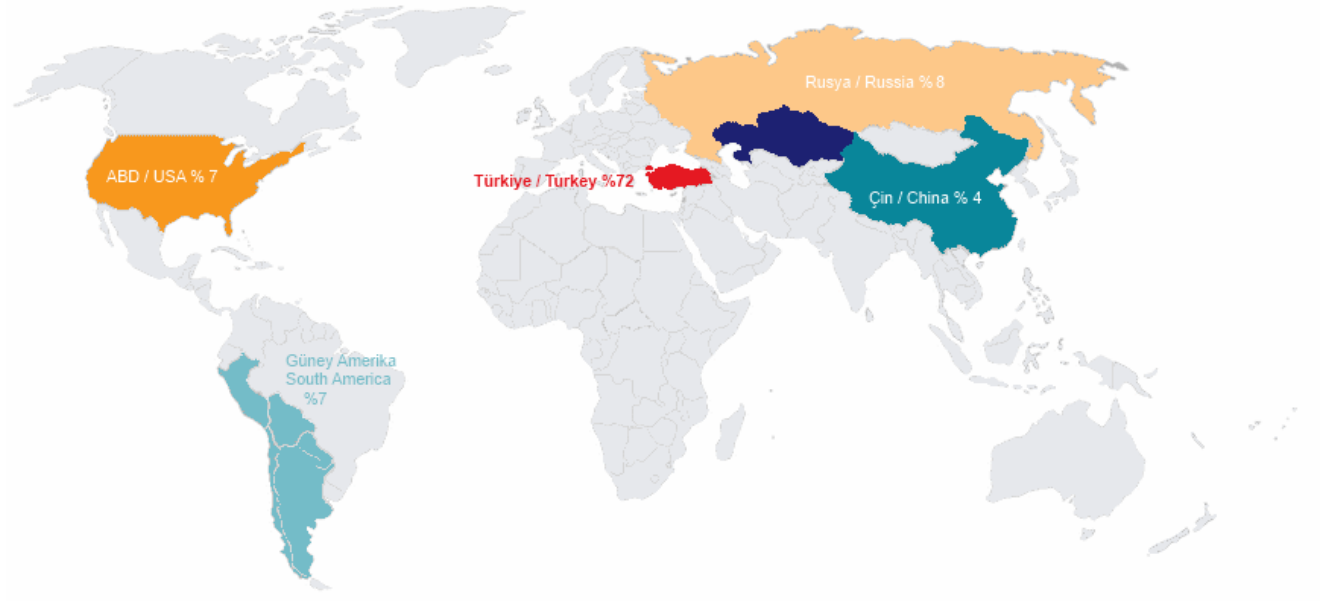 Rusya / Russia % 8
ABD / USA % 7
Türkiye / Turkey %72
Çin / China % 4
Güney Amerika
South America
%7